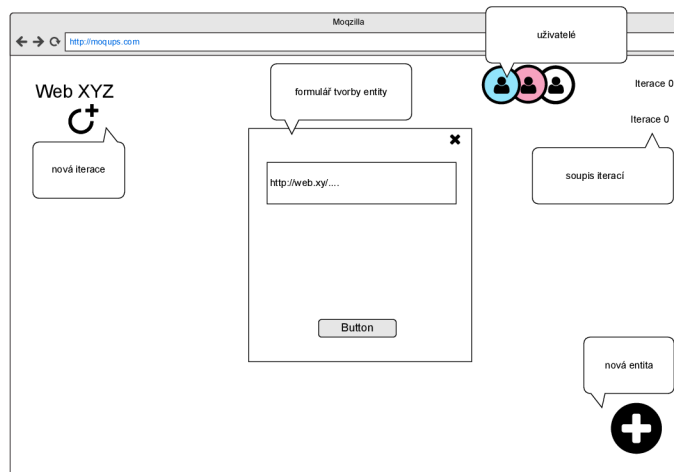 Moqzilla
http://moqups.com
uživatelé
Web XYZ
formulář tvorby entity
Iterace 0
Iterace 0
nová iterace
soupis iterací
http://web.xy/....
Button
nová entita